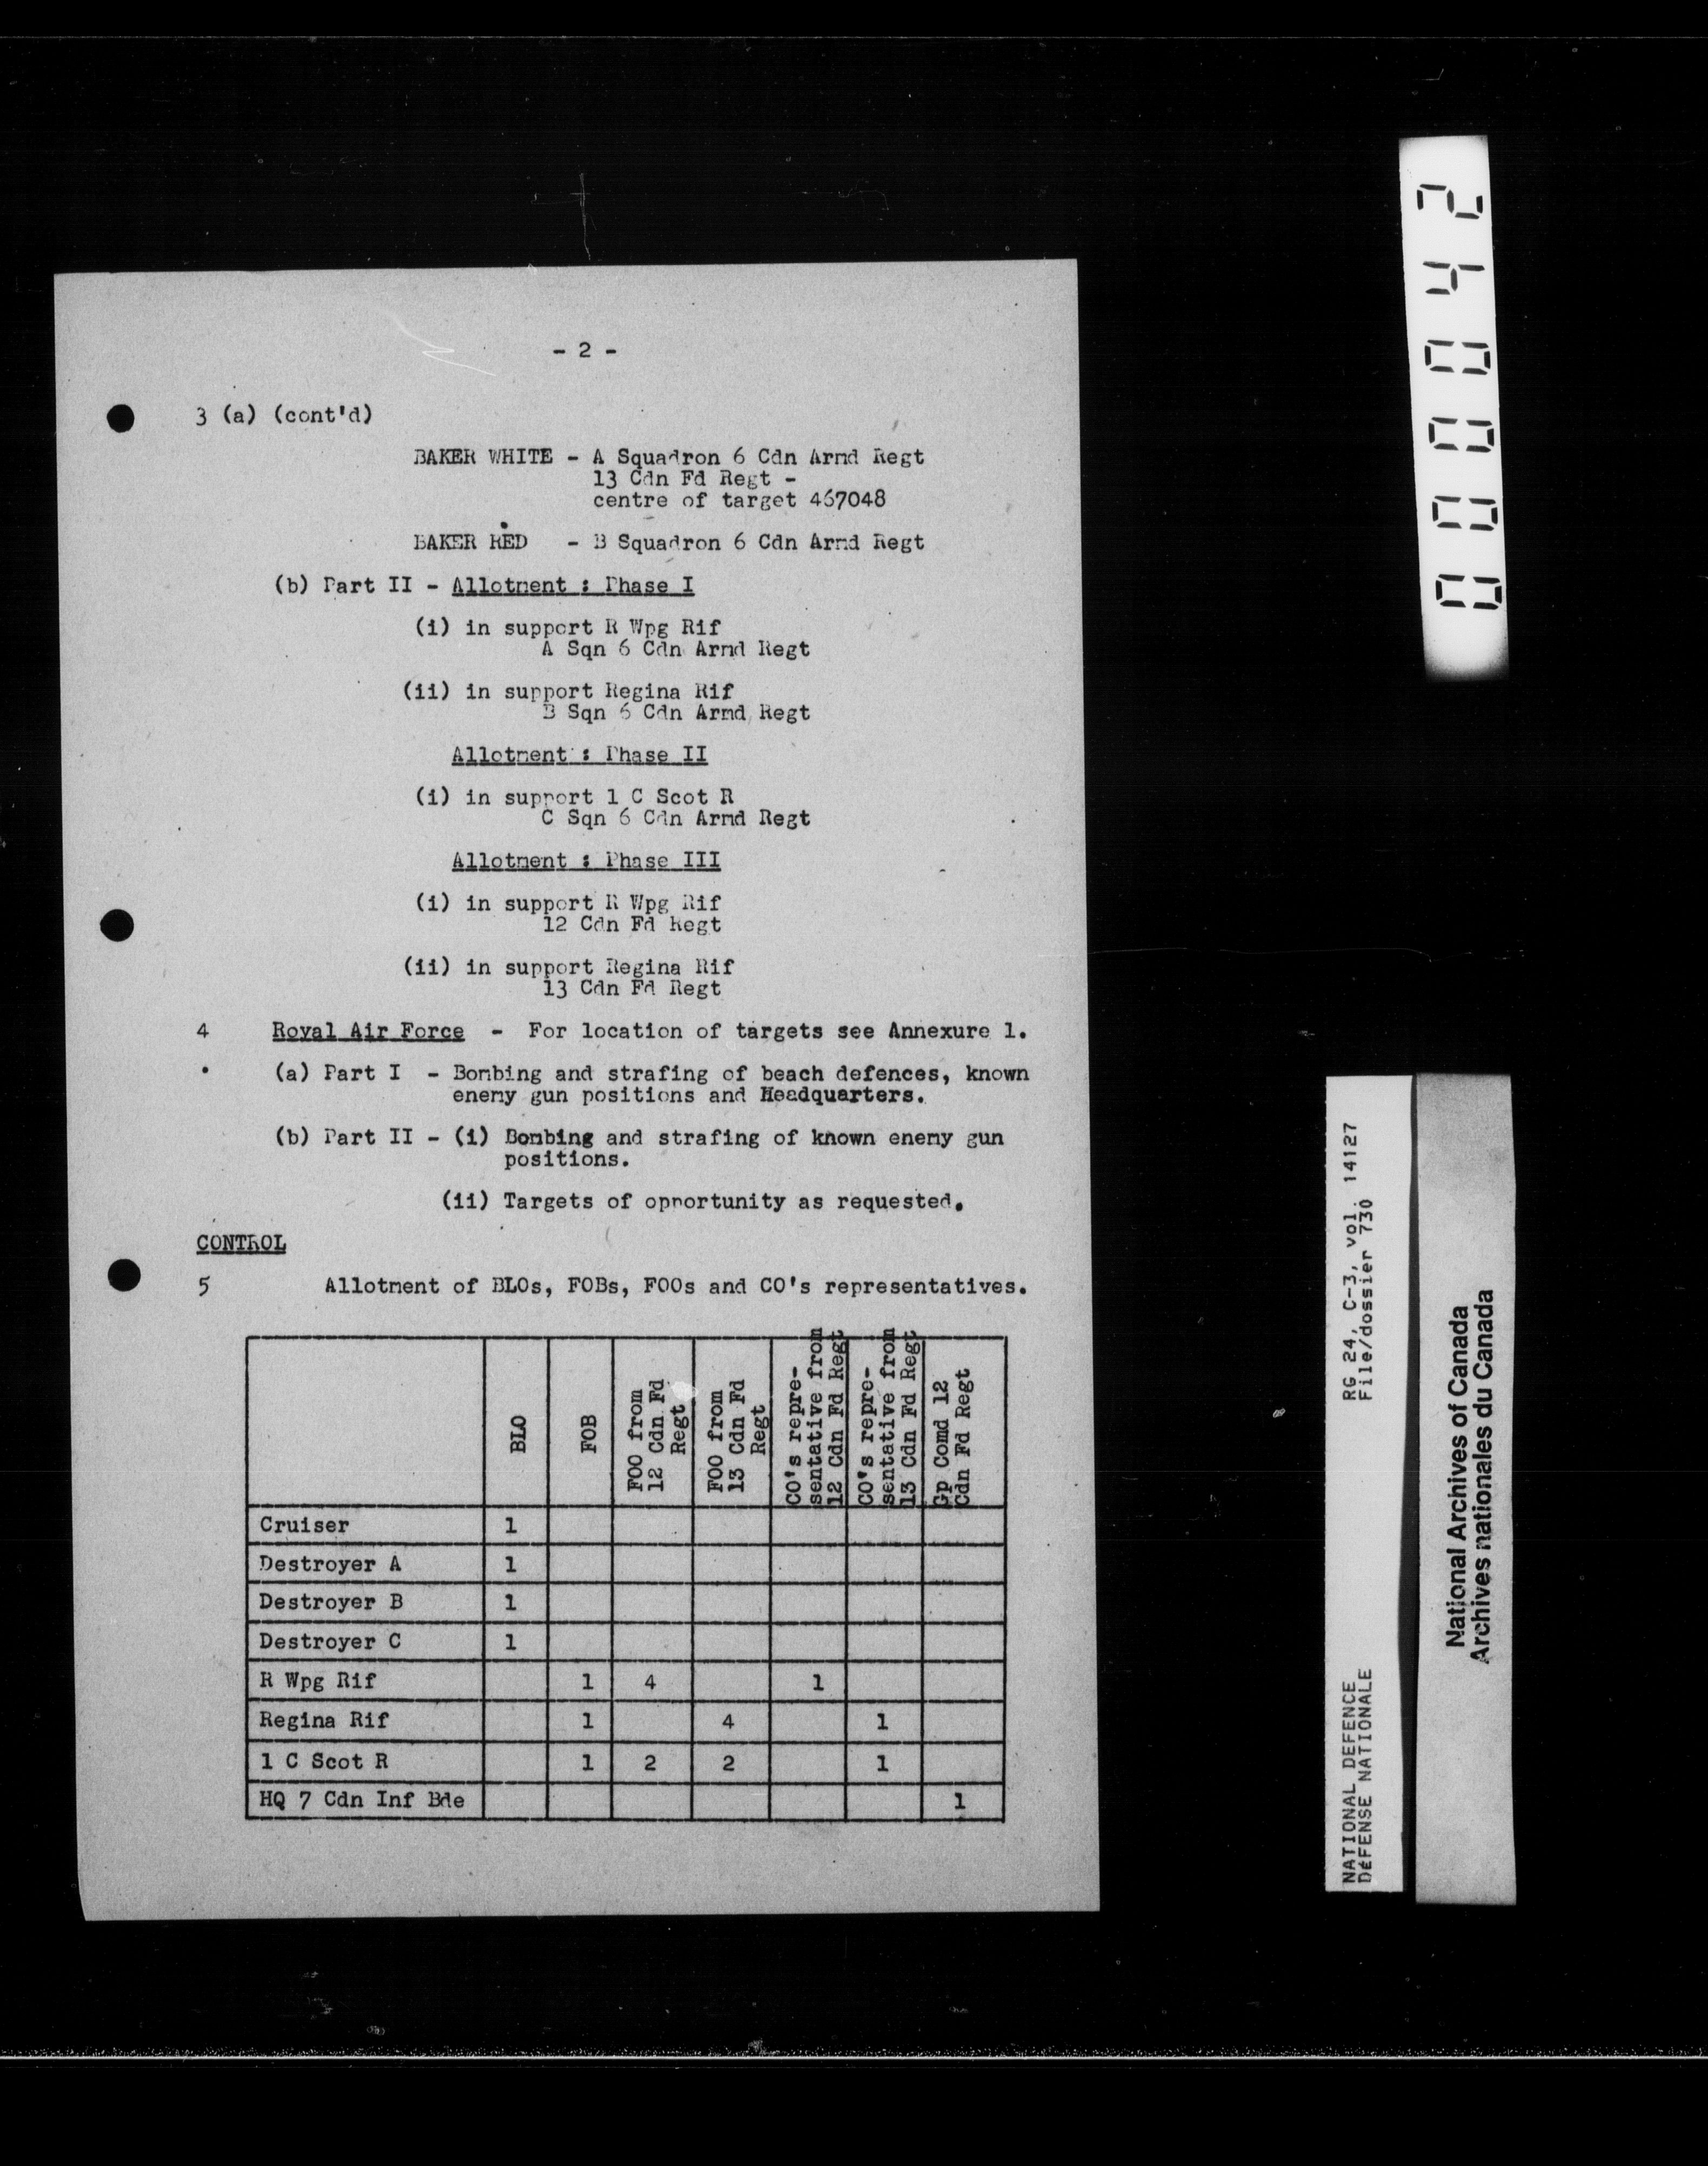 - 2 -
3 (a) (cont'd)
BAKER WHITE - A Squadron 6 Cdn Armd Regt
13 Cdn Fd Regt -
centre of target 467048
BAKER RED - B Squadron 6 Cdn Armd Regt
(b) Part II - Allotment : Phase I
(i) in support R Wpg Rif
A Sqn 6 Cdn Armd Regt
(ii) in support Regina Rif
B Sqn 6 Cdn Armd Regt
Allotment : Phase II
(i) in support 1 C Scot R
C Sqn 6 Cdn Armd Regt
Allotment : Phase III
(i) in support R Wpg Rif
12 Cdn Fd Regt
(ii) in support Regina Rif
13 Cdn Fd Regt
4 Royal Air Force - For location of targets see Annexure 1.
(a) Part I - Bombing and strafing of beach defences, known
enemy gun positions and Headquarters.
(b) Part II - (i) Bombing and strafing of known enemy gun
positions.
(ii) Targets of opportunity as requested.
CONTROL
5 Allotment of BLOs, FOBs, FOOs and CO's representatives.
BLO
FOB
FOO from
12 Cdn Fd
Regt
FOO from
13 Cdn Fd
Regt
CO's repre-
sentative from
12 Cdn Fd Regt
CO's repre-
sentative from
13 Cdn Fd Regt
Gp Comd 12
Cdn Fd Regt
Cruiser 1
Destroyer A 1
Destroyer B 1
Destroyer C 1
R Wpg Rif 1 4 1
Regina Rif 1 4 1
1 C Scot R 1 2 2 1
HQ 7 Cdn Inf Bde 1
000042
NATIONAL DEFENCE RG 24, C-3, vol. 14127
DéFENSE NATIONALE File/dossier 730
National Archives of Canada
Archives nationales du Canada